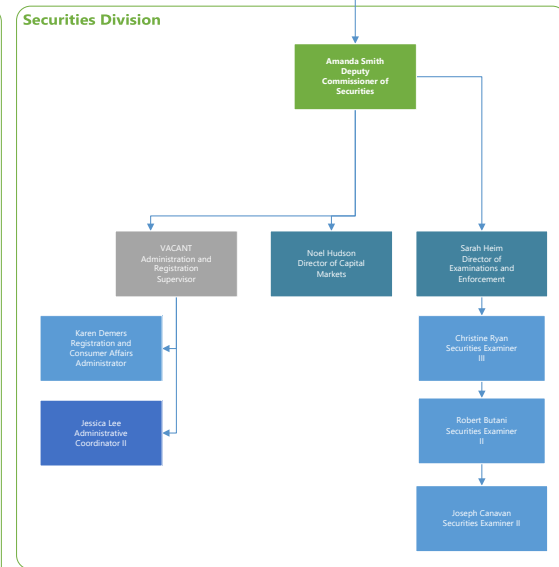 Securities Division
Amanda Smith
Deputy
Commissioner of
Securities
VACANT
Administration and
Registration
Supervisor
Noel Hudson
Director of Capital
Markets
Sarah Heim
Director of
Examinations and
Enforcement
Karen Demers
Registration and
Consumer Affairs
Administrator
Christine Ryan
Securities Examiner
III
Jessica Lee
Administrative
Coordinator II
Robert Butani
Securities Examiner
II
Joseph Canavan
Securities Examiner II